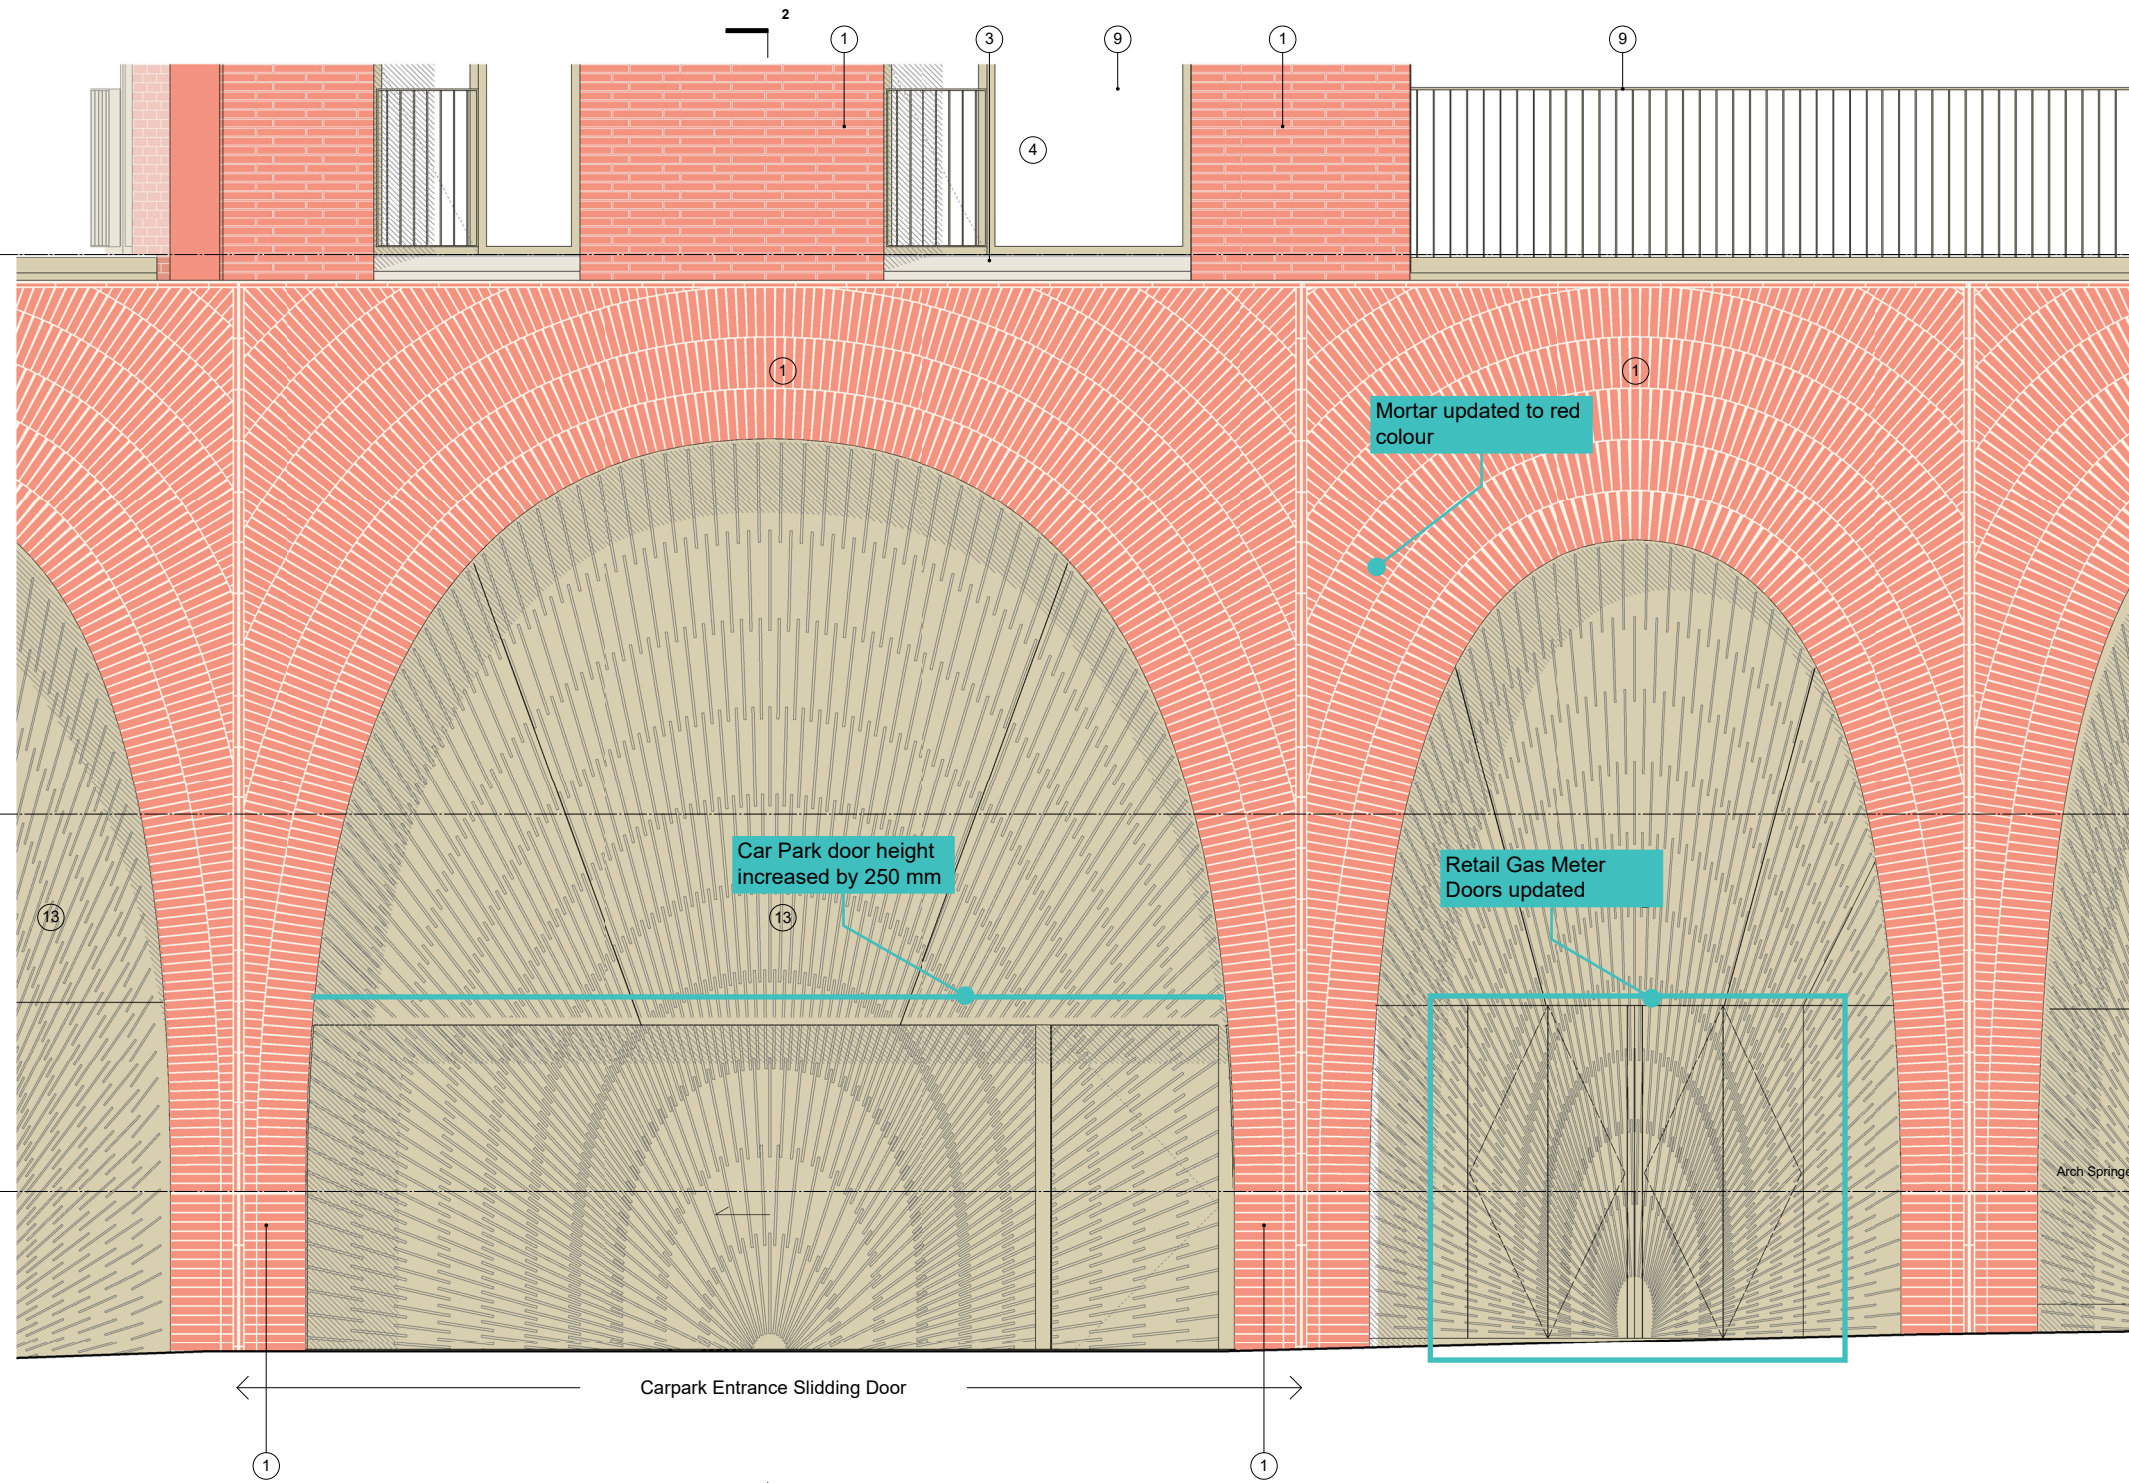 2
1
3
9
1
9
4
1
1
Mortar updated to red
colour
Car Park door height
increased by 250 mm
Retail Gas Meter
Doors updated
13
13
Arch Springe
Carpark Entrance Slidding Door
1
1